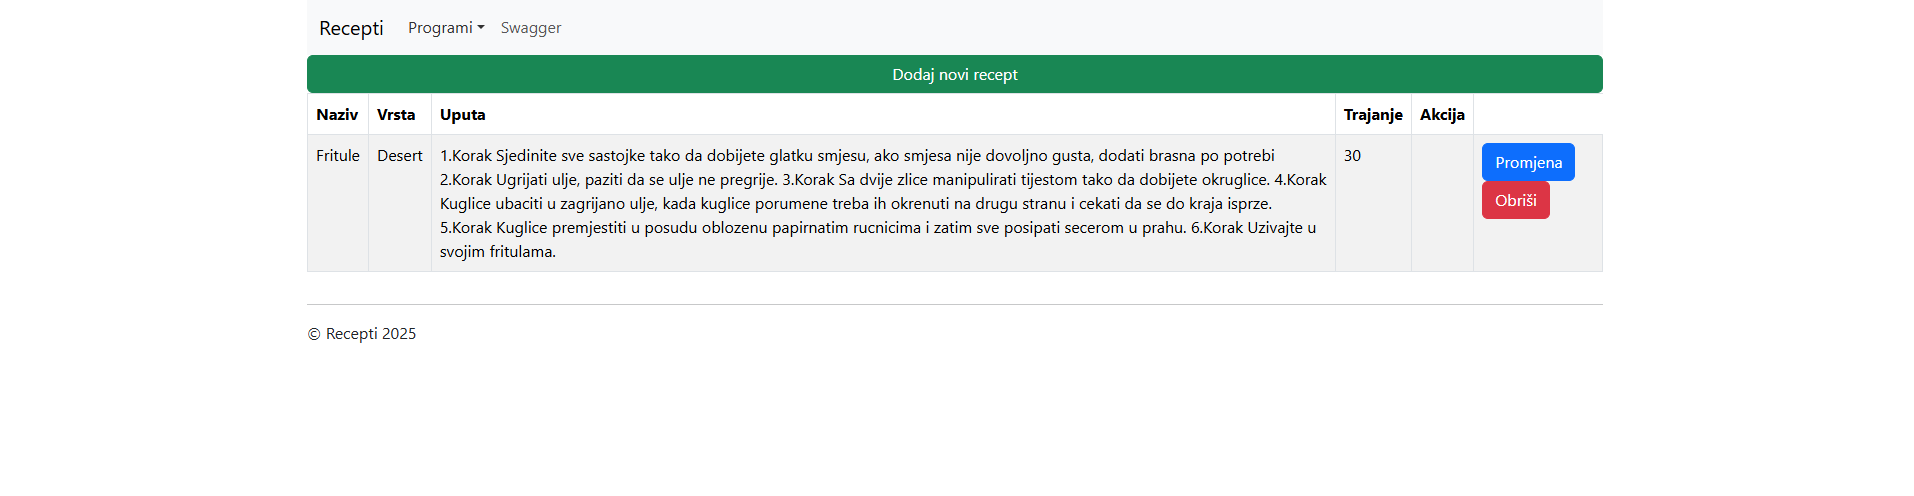 Recepti Programi Swagger
Dodaj novi recept
Naziv Vrsta Uputa Trajanje Akcija
Fritule Desert 1.Korak Sjedinite sve sastojke tako da dobijete glatku smjesu, ako smjesa nije dovoljno gusta, dodati brasna po potrebi 30
Promjena
2.Korak Ugrijati ulje, paziti da se ulje ne pregrije. 3.Korak Sa dvije zlice manipulirati tijestom tako da dobijete okruglice. 4.Korak
Kuglice ubaciti u zagrijano ulje, kada kuglice porumene treba ih okrenuti na drugu stranu i cekati da se do kraja isprze.
Obriši
5.Korak Kuglice premjestiti u posudu oblozenu papirnatim rucnicima i zatim sve posipati secerom u prahu. 6.Korak Uzivajte u
svojim fritulama.
© Recepti 2025